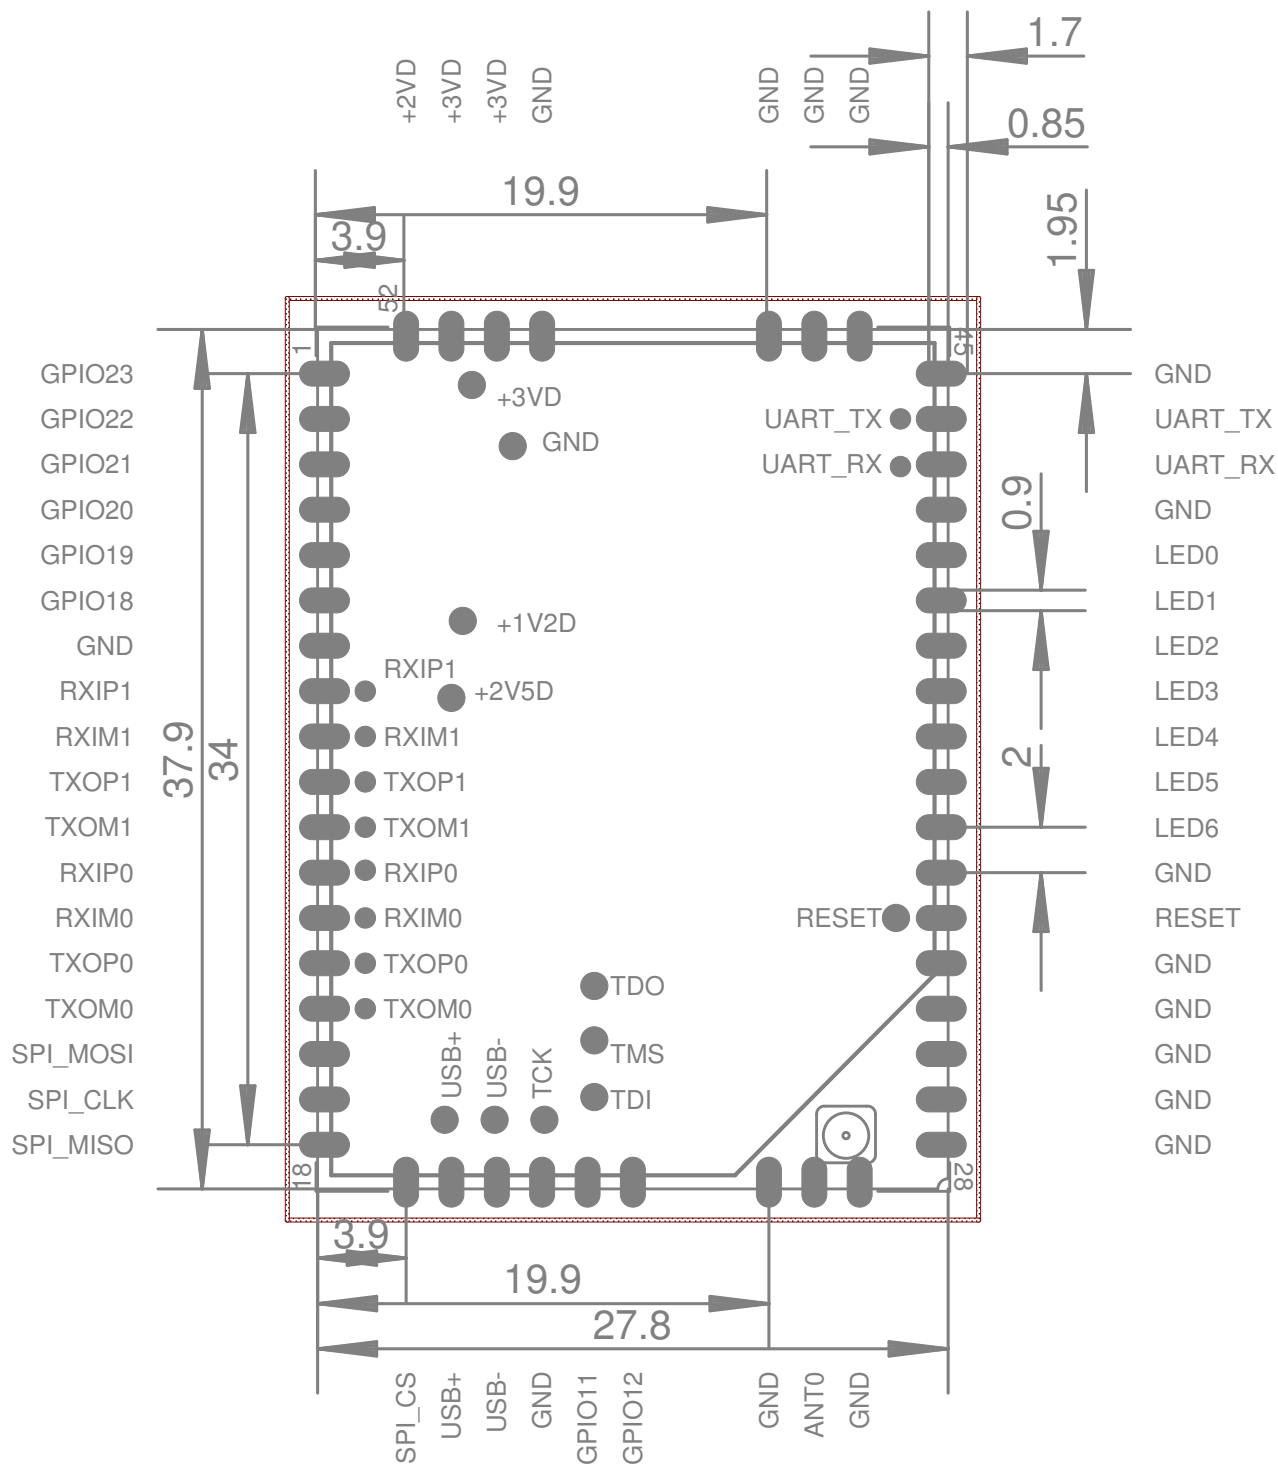 +2VD
+3VD
+3VD
GND
GND
GND
GND
1.7
0.85
19.9
3.9
1.95
52
1
45
GPIO23
GPIO22
GPIO21
GPIO20
GPIO19
GPIO18
GND
RXIP1
RXIM1
TXOP1
TXOM1
RXIP0
RXIM0
TXOP0
TXOM0
SPI_MOSI
SPI_CLK
SPI_MISO
37.9
34
+3VD
GND
UART_TX
UART_RX
+1V2D
RXIP1
+2V5D
RXIM1
TXOP1
TXOM1
RXIP0
RXIM0
TXOP0
TXOM0
RESET
TDO
TMS
TDI
USB+
USB-
TCK
GND
UART_TX
UART_RX
GND
LED0
LED1
LED2
LED3
LED4
LED5
LED6
GND
RESET
GND
GND
GND
GND
GND
0.9
2
18
28
3.9
19.9
27.8
SPI_CS
USB+
USB-
GND
GPIO11
GPIO12
GND
ANT0
GND